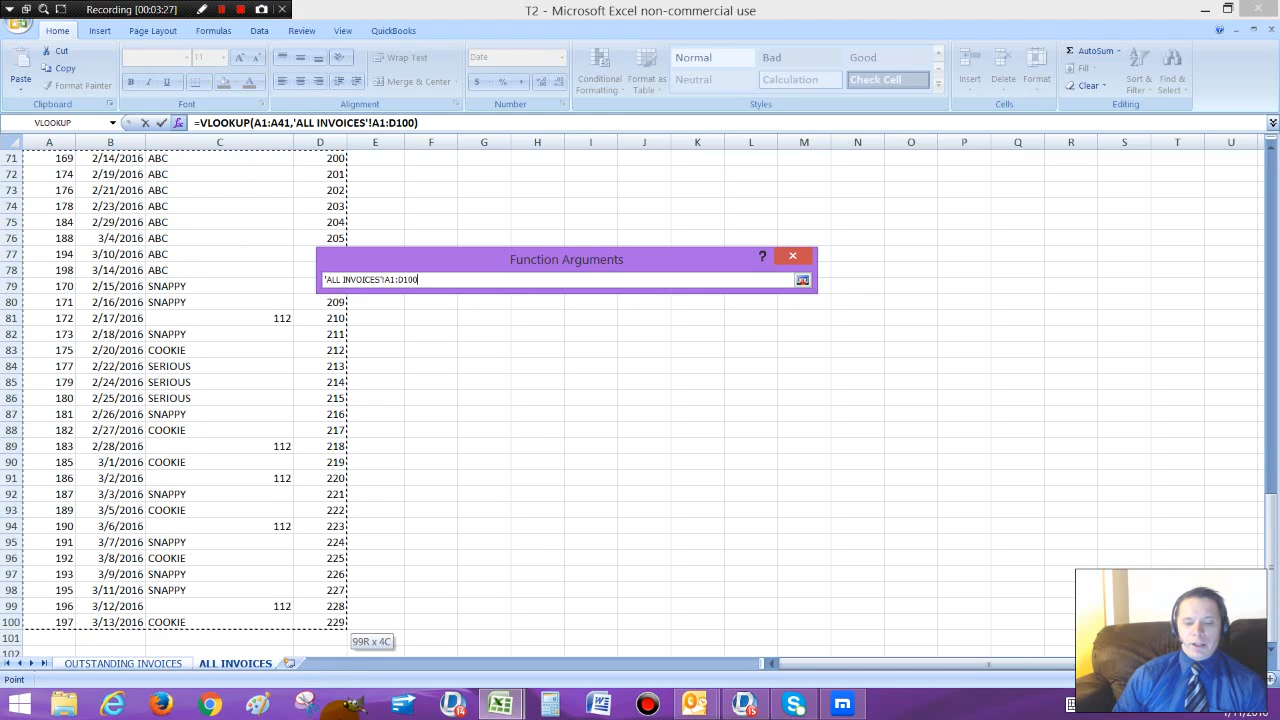 Recording [00:03:27]
T2 - Microsoft Excel non-commercial use
Home Insert Page Layout Formulas Data Review View QuickBooks
Paste Cut Copy Format Painter
11
Wrap Text Merge & Center
Date
$ % ,
Conditional Formatting Format as Table
Normal Bad Good
Neutral Calculation Check Cell
Insert Delete Format
AutoSum Fill Clear
Sort & Filter Find & Select
Clipboard Font Alignment Number Styles Cells Editing
VLOOKUP =VLOOKUP(A1:A41,'ALL INVOICES'!A1:D100)
A B C D E F G H I J K L M N O P Q R S T U
71 169 2/14/2016 ABC 200
72 174 2/19/2016 ABC 201
73 176 2/21/2016 ABC 202
74 178 2/23/2016 ABC 203
75 184 2/29/2016 ABC 204
76 188 3/4/2016 ABC 205
77 194 3/10/2016 ABC
78 198 3/14/2016 ABC
79 170 2/15/2016 SNAPPY
80 171 2/16/2016 SNAPPY 209
81 172 2/17/2016 112 210
82 173 2/18/2016 SNAPPY 211
83 175 2/20/2016 COOKIE 212
84 177 2/22/2016 SERIOUS 213
85 179 2/24/2016 SERIOUS 214
86 180 2/25/2016 SERIOUS 215
87 181 2/26/2016 SNAPPY 216
88 182 2/27/2016 COOKIE 217
89 183 2/28/2016 112 218
90 185 3/1/2016 COOKIE 219
91 186 3/2/2016 112 220
92 187 3/3/2016 SNAPPY 221
93 189 3/5/2016 COOKIE 222
94 190 3/6/2016 112 223
95 191 3/7/2016 SNAPPY 224
96 192 3/8/2016 COOKIE 225
97 193 3/9/2016 SNAPPY 226
98 195 3/11/2016 SNAPPY 227
99 196 3/12/2016 112 228
100 197 3/13/2016 COOKIE 229
101
102
Function Arguments ?
'ALL INVOICES'!A1:D100
99R x 4C
OUTSTANDING INVOICES ALL INVOICES
Point
14 15